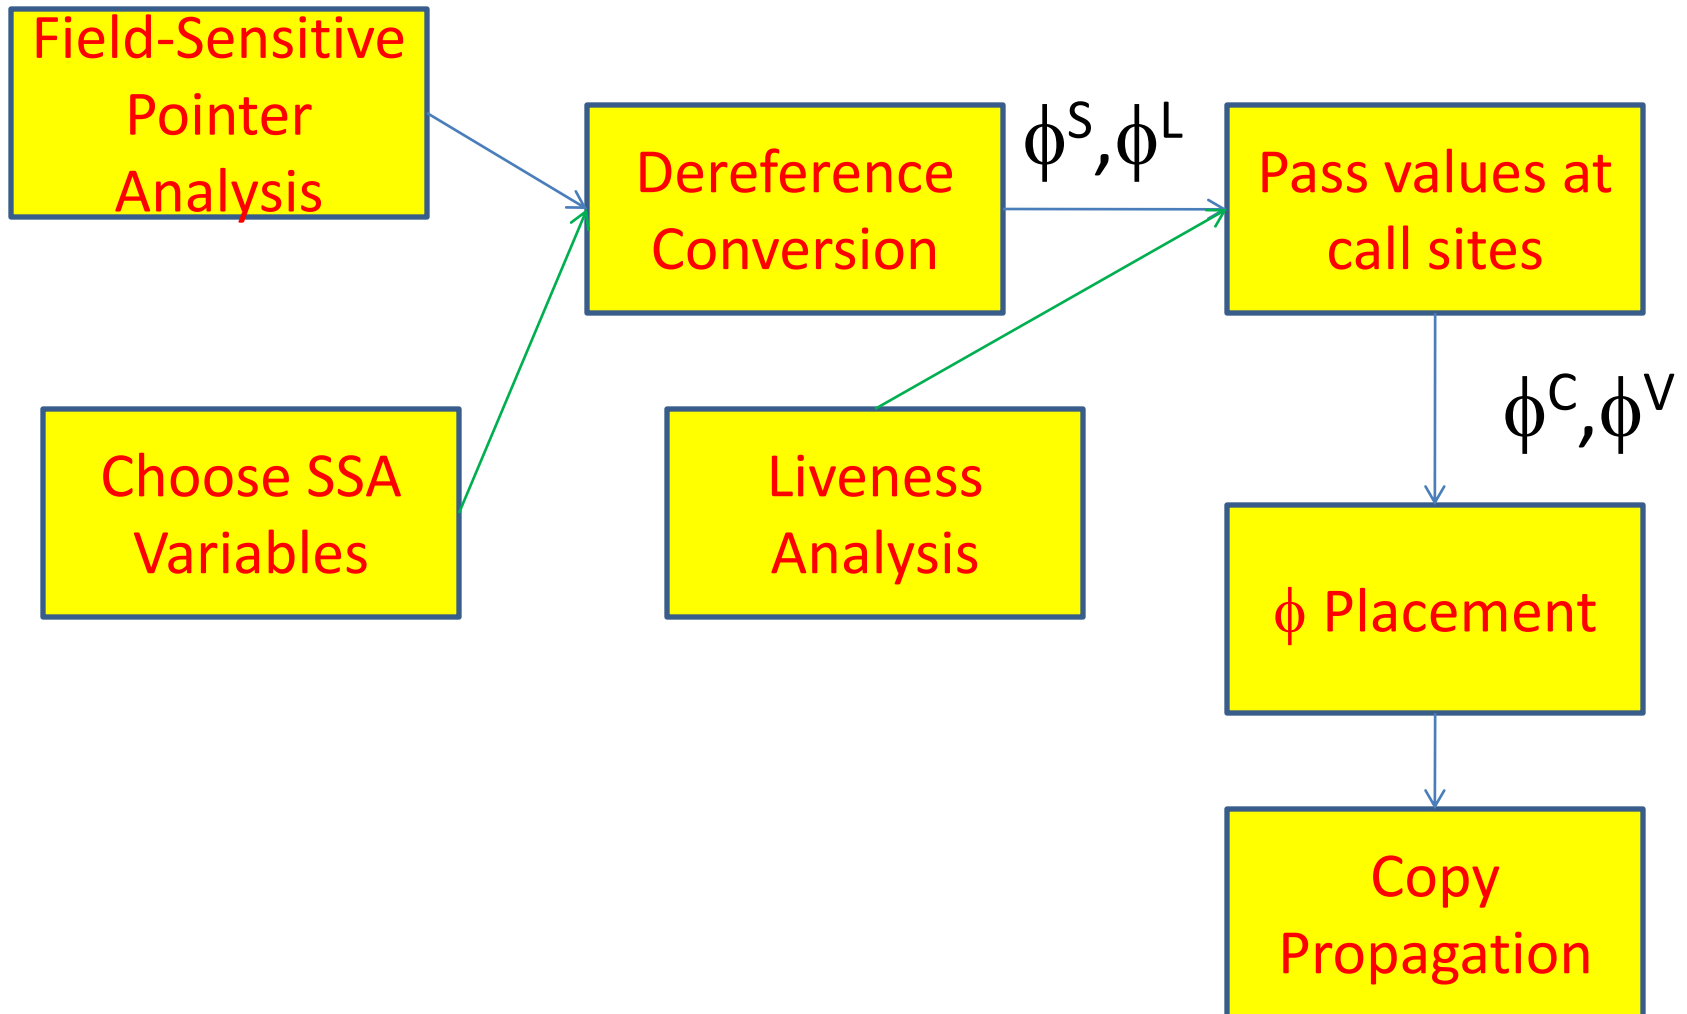 Field-Sensitive
Pointer
Analysis
Dereference
Conversion
ϕS,ϕL
Pass values at
call sites
Choose SSA
Variables
Liveness
Analysis
ϕC,ϕV
ϕ Placement
Copy
Propagation